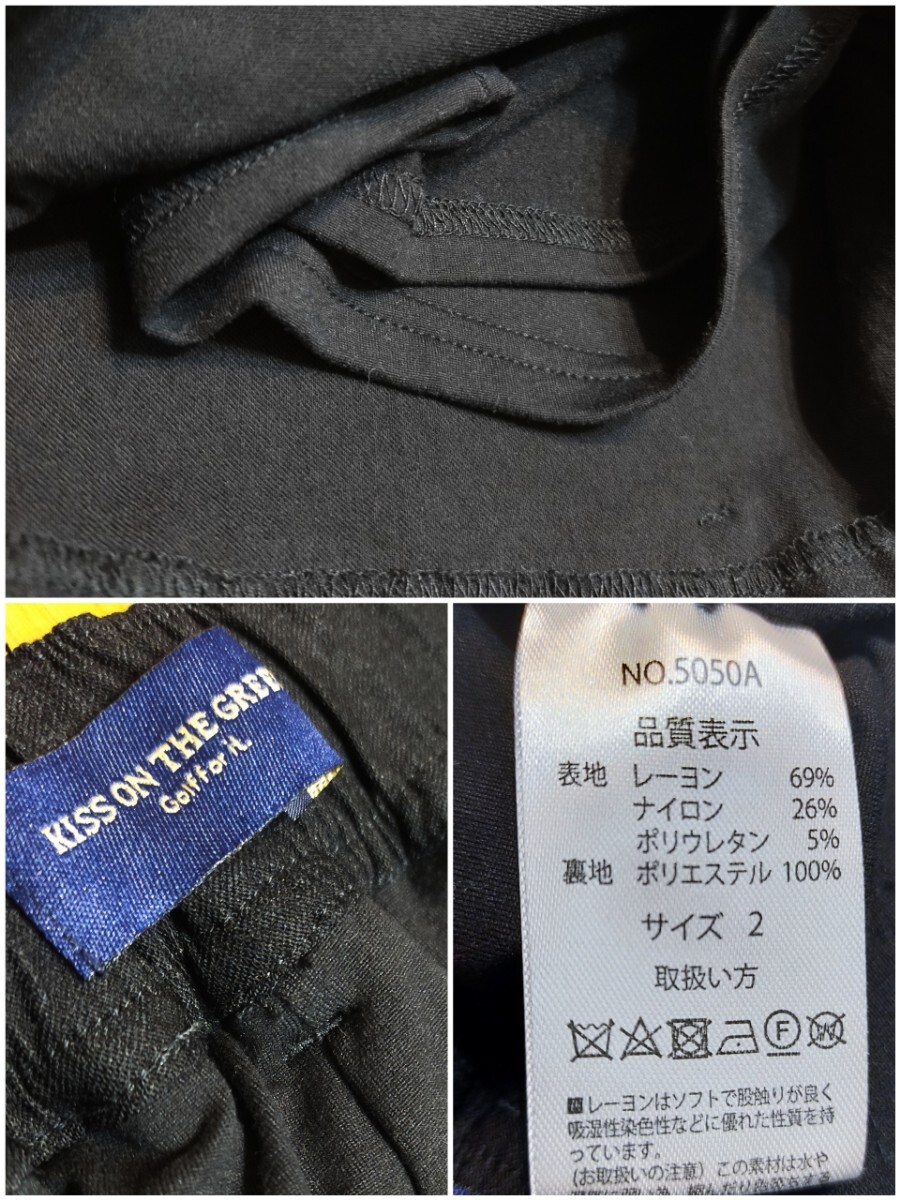 KISS ON THE GREE
Golf for it.
NO.5050A
品質表示
表地 レーヨン 69%
ナイロン 26%
ポリウレタン 5%
裏地 ポリエステル 100%
サイズ 2
取扱い方
F
W
レーヨンはソフトで肌触りが良く
吸湿性染色性などに優れた性質を持
っています。
(お取扱いの注意) この素材は水や